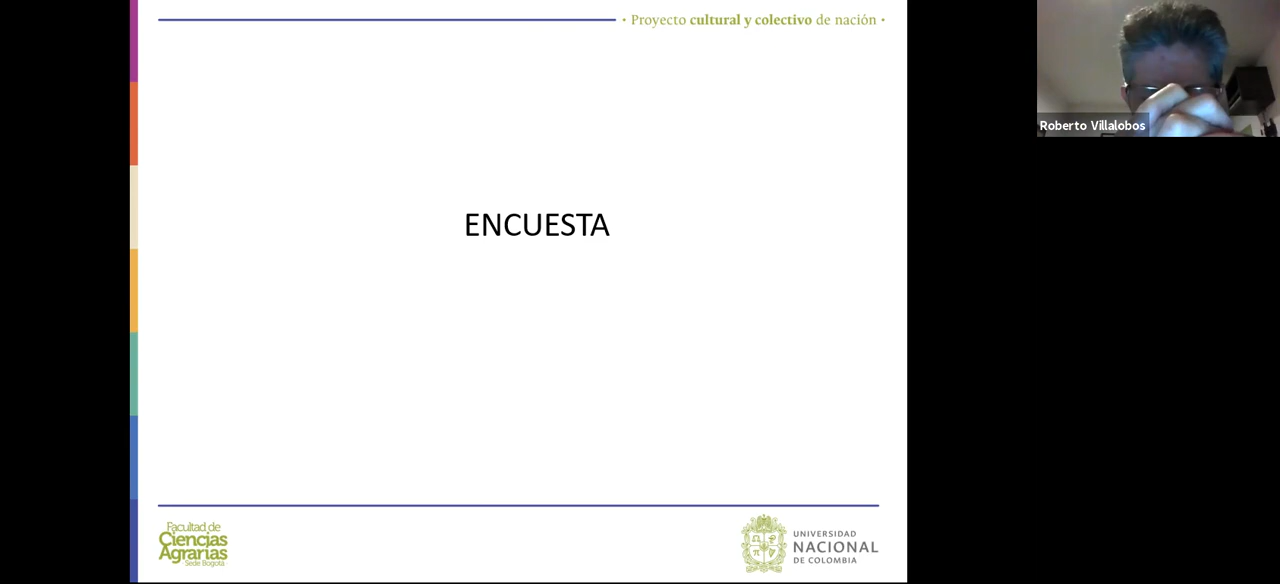 • Proyecto cultural y colectivo de nación •
Roberto Villalobos
ENCUESTA
Facultad de
Ciencias
Agrarias
Sede Bogotá
UNIVERSIDAD
NACIONAL
DE COLOMBIA